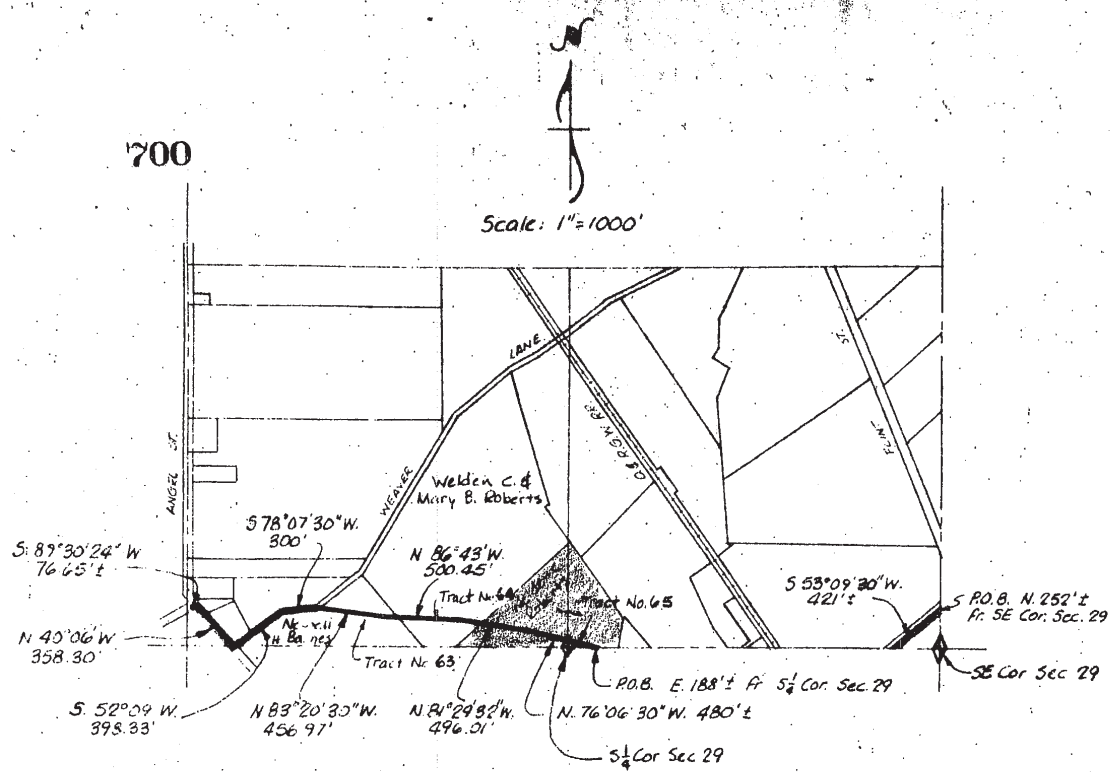 N
700
Scale: 1"=1000'
LANE
ST.
D.& R.G.W. RR.
FLINT
ANGEL ST.
WEAVER
Weldon C. &
Mary B. Roberts
S 78°07'30" W.
300'
S. 89°30'24" W
76.65'±
N 86°43' W.
500.45'
Tract No. 64
Tract No. 65
S 53°09'30" W.
421'±
P.O.B. N. 252'±
fr. SE Cor. Sec. 29
N 40°06' W
358.30'
H Barnes
Tract No 63
SE Cor Sec 29
P.O.B. E. 188'± fr S¼ Cor. Sec. 29
S. 52°09' W.
393.33'
N 83°20'30" W.
456.97'
N. 81°29'32" W.
496.01'
N. 76°06'30" W. 480'±
S¼ Cor Sec 29